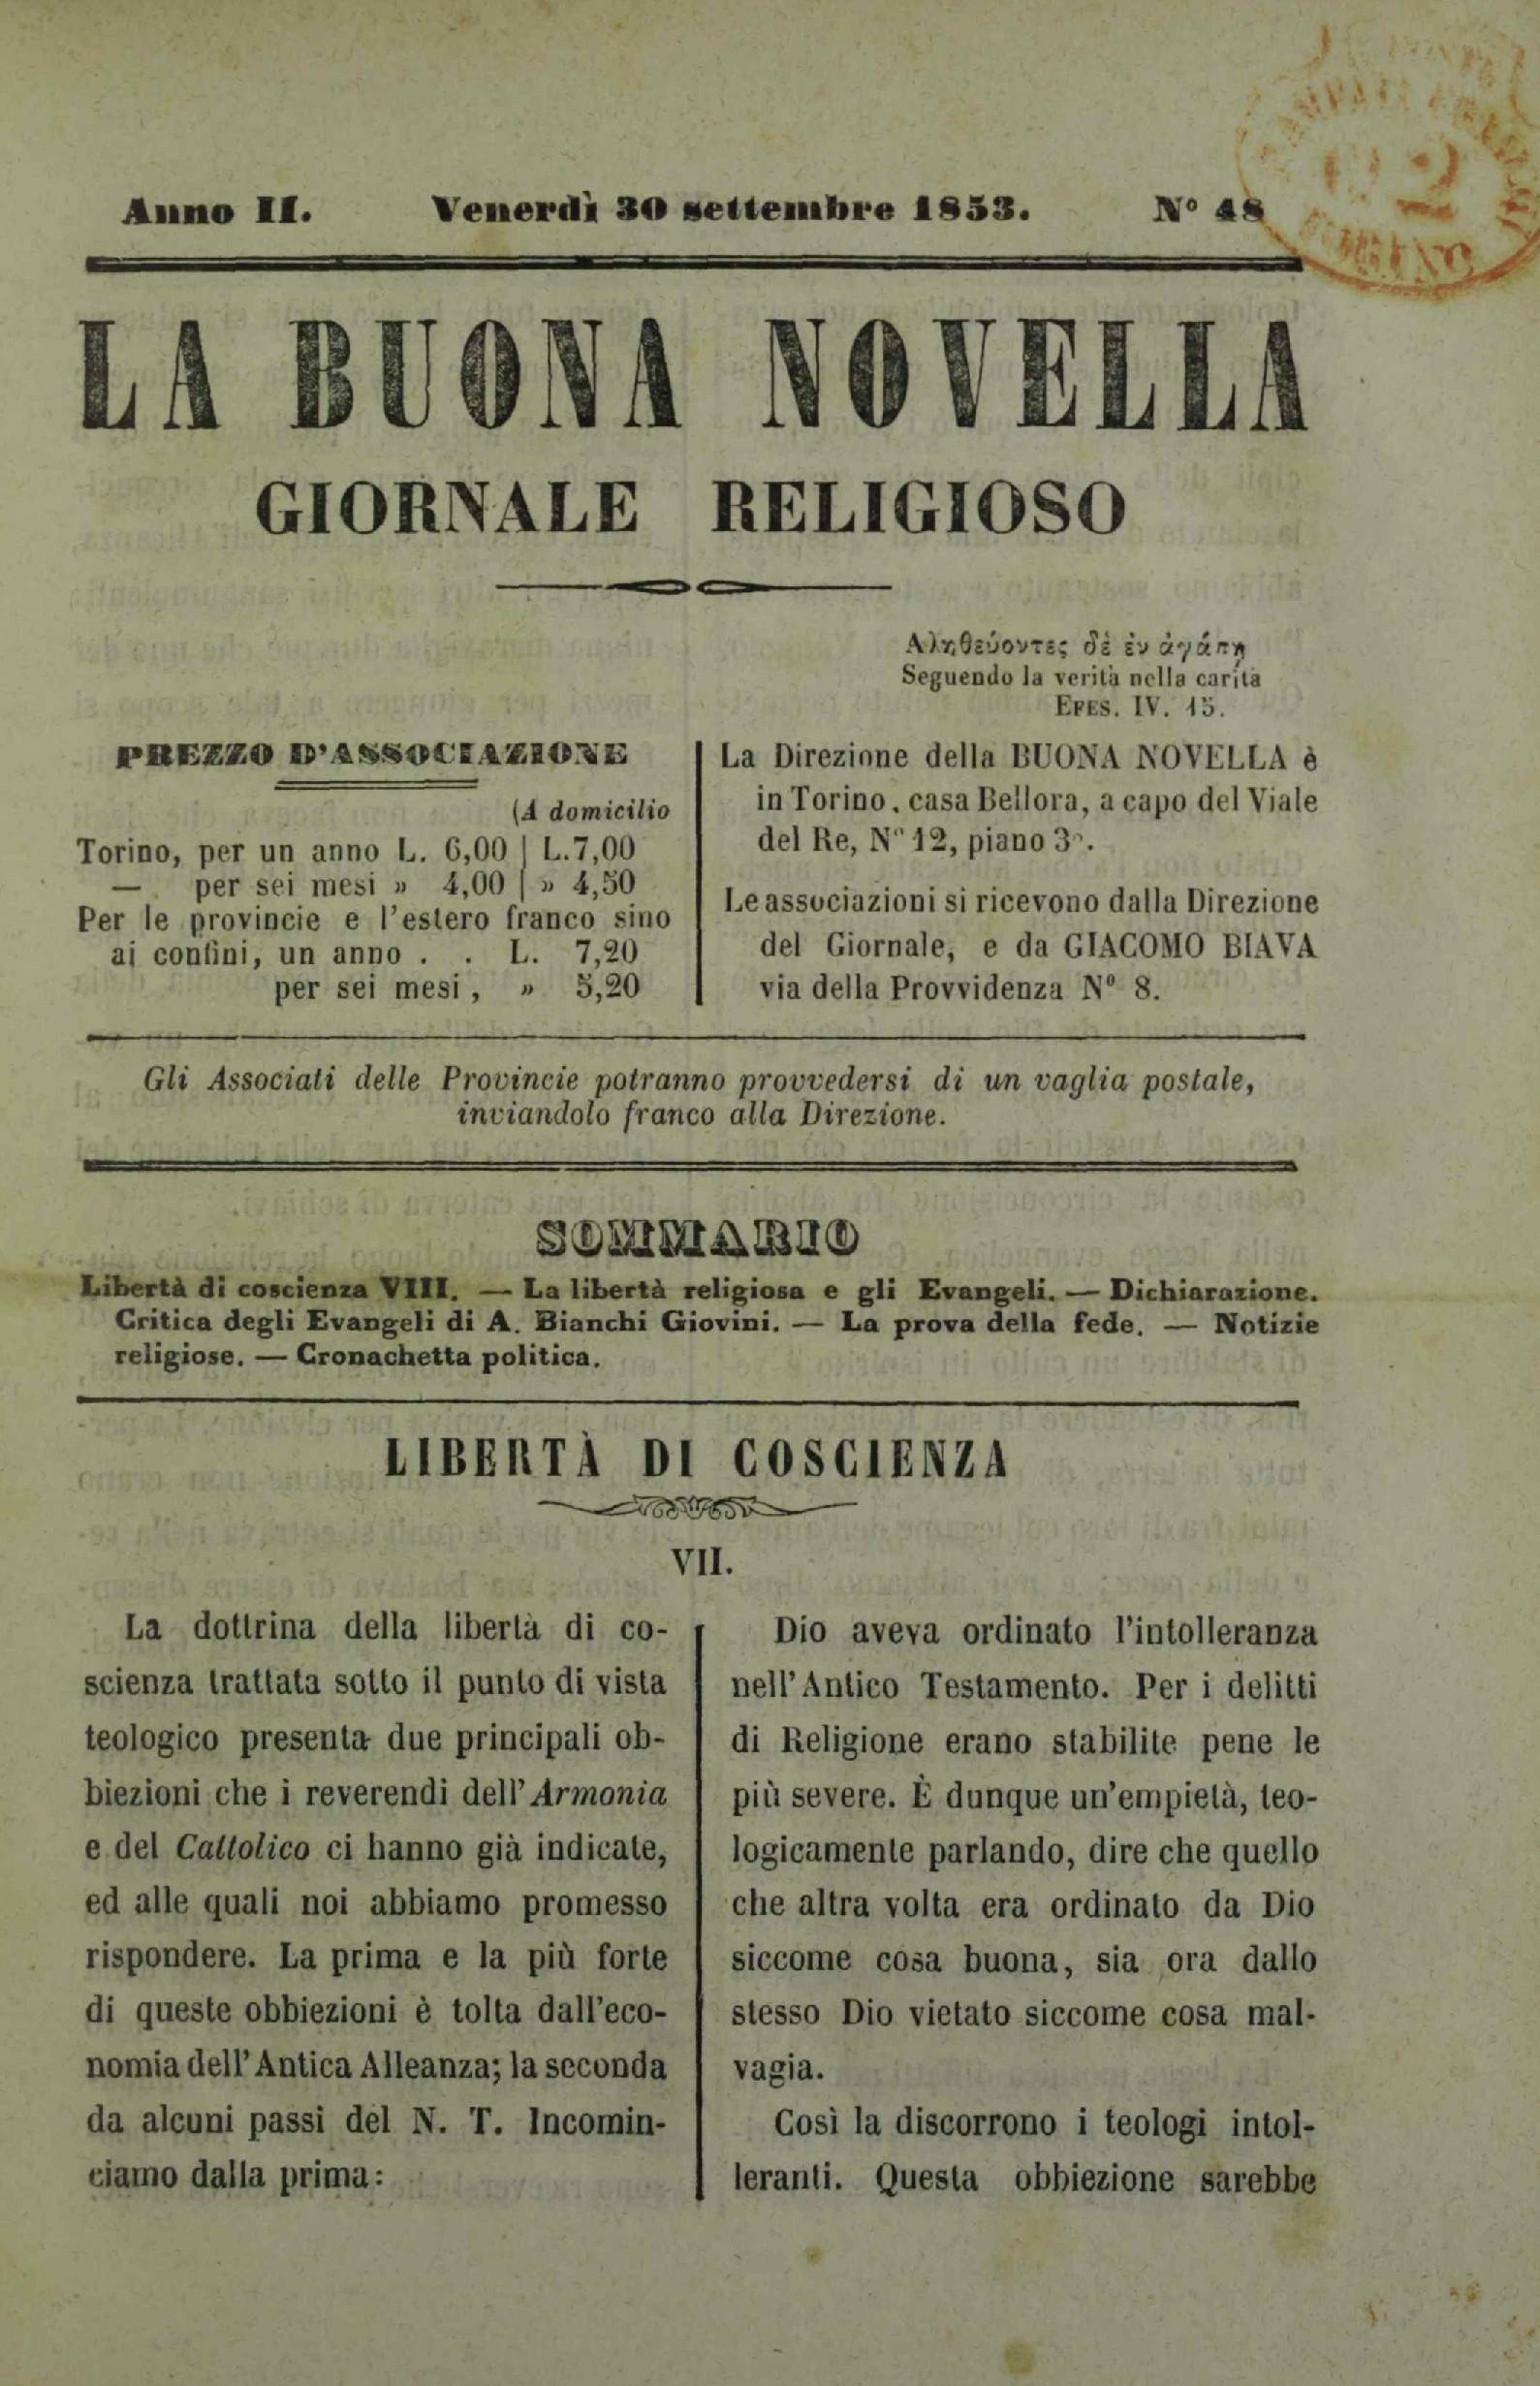 Anno II. Venerdì 30 settembre 1853. Nº 48
LA BUONA NOVELLA
GIORNALE RELIGIOSO
Αληθεύοντες δὲ ἐν ἀγάπῃ
Seguendo la verità nella carità
EFES. IV. 15.
PREZZO D'ASSOCIAZIONE
(A domicilio
Torino, per un anno L. 6,00 | L.7,00
— per sei mesi » 4,00 | » 4,50
Per le provincie e l'estero franco sino
ai confini, un anno . . L. 7,20
per sei mesi, » 5,20
La Direzione della BUONA NOVELLA è
in Torino, casa Bellora, a capo del Viale
del Re, Nº 12, piano 3º.
Le associazioni si ricevono dalla Direzione
del Giornale, e da GIACOMO BIAVA
via della Provvidenza Nº 8.
Gli Associati delle Provincie potranno provvedersi di un vaglia postale,
inviandolo franco alla Direzione.
SOMMARIO
Libertà di coscienza VIII. — La libertà religiosa e gli Evangeli. — Dichiarazione.
Critica degli Evangeli di A. Bianchi Giovini. — La prova della fede. — Notizie
religiose. — Cronachetta politica.
LIBERTÀ DI COSCIENZA
VII.
La dottrina della libertà di co-
scienza trattata sotto il punto di vista
teologico presenta due principali ob-
biezioni che i reverendi dell'Armonia
e del Cattolico ci hanno già indicate,
ed alle quali noi abbiamo promesso
rispondere. La prima e la più forte
di queste obbiezioni è tolta dall'eco-
nomia dell'Antica Alleanza; la seconda
da alcuni passi del N. T. Incomin-
ciamo dalla prima:
Dio aveva ordinato l'intolleranza
nell'Antico Testamento. Per i delitti
di Religione erano stabilite pene le
più severe. È dunque un'empietà, teo-
logicamente parlando, dire che quello
che altra volta era ordinato da Dio
siccome cosa buona, sia ora dallo
stesso Dio vietato siccome cosa mal-
vagia.
Così la discorrono i teologi intol-
leranti. Questa obbiezione sarebbe